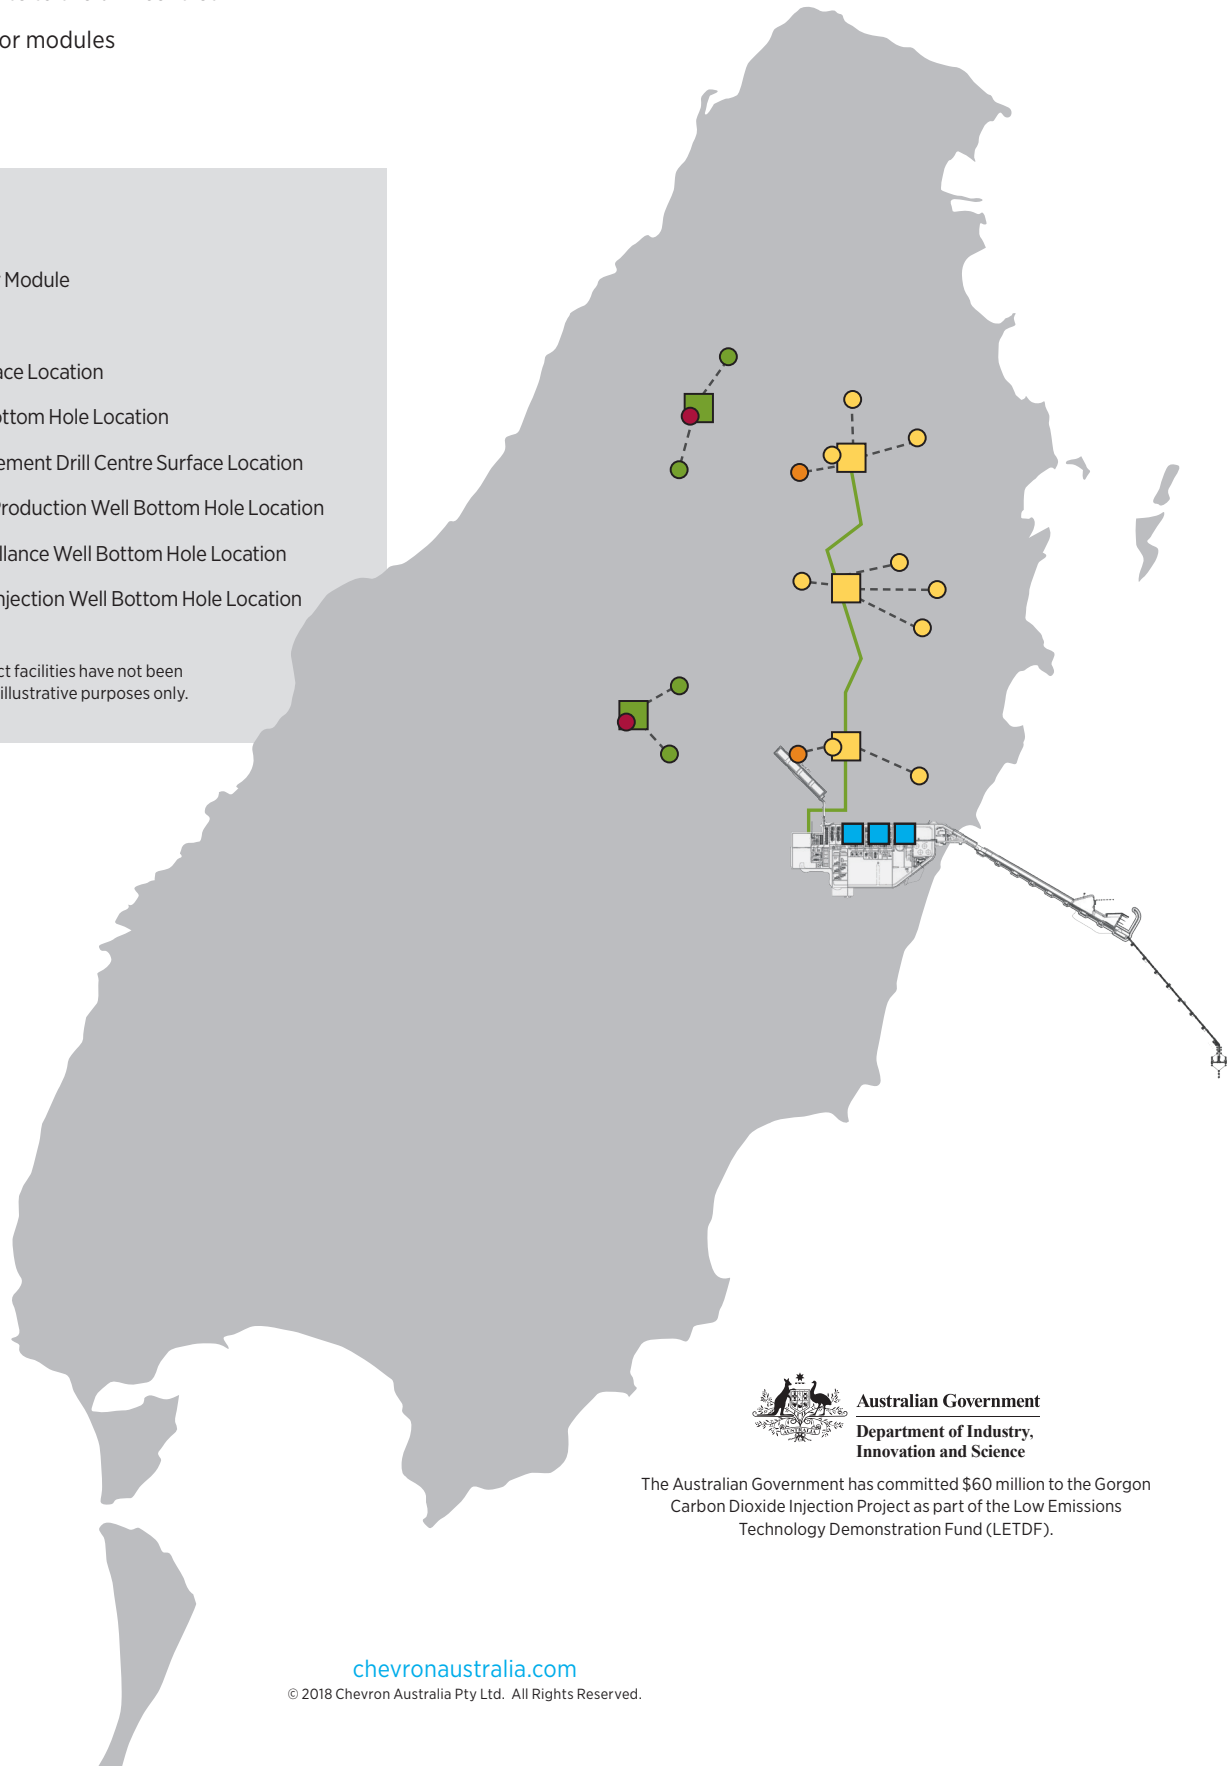 or modules
Module
ace Location
ottom Hole Location
ement Drill Centre Surface Location
Production Well Bottom Hole Location
llance Well Bottom Hole Location
njection Well Bottom Hole Location
ct facilities have not been
illustrative purposes only.
AUSTRALIA
Australian Government
Department of Industry,
Innovation and Science
The Australian Government has committed $60 million to the Gorgon
Carbon Dioxide Injection Project as part of the Low Emissions
Technology Demonstration Fund (LETDF).
chevronaustralia.com
© 2018 Chevron Australia Pty Ltd. All Rights Reserved.